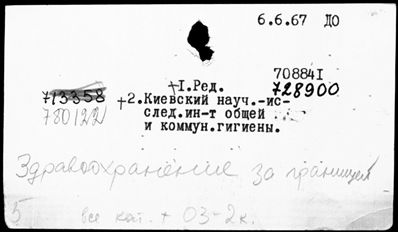 6.6.67 ДО
708841
+1.Ред. 728900
713358 +2.Киевский науч.-ис-
780122 след.ин-т общей
и коммун.гигиены.
Здравоохранение за границей
5 все кат. + 03-2к.